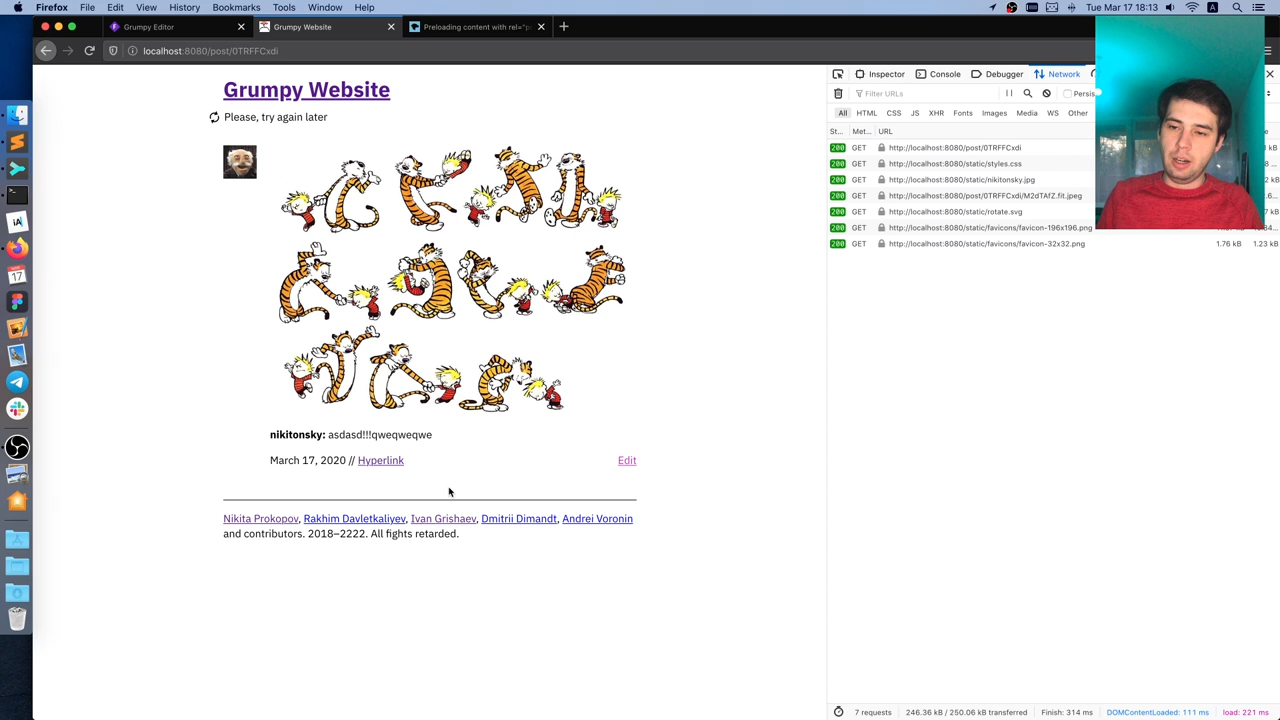 Firefox File Edit View History Bookmarks Tools Window Help
Grumpy Editor
Grumpy Website
Preloading content with rel="p
localhost:8080/post/0TRFFCxdi
Grumpy Website
Please, try again later
nikitonsky: asdasd!!!qweqweqwe
March 17, 2020 // Hyperlink
Edit
Nikita Prokopov, Rakhim Davletkaliyev, Ivan Grishaev, Dmitrii Dimandt, Andrei Voronin
and contributors. 2018–2222. All fights retarded.
Inspector Console Debugger Network
Filter URLs
Persis
All HTML CSS JS XHR Fonts Images Media WS Other
St... Met... URL
200 GET http://localhost:8080/post/0TRFFCxdi
200 GET http://localhost:8080/static/styles.css
200 GET http://localhost:8080/static/nikitonsky.jpg
200 GET http://localhost:8080/post/0TRFFCxdi/M2dTAfZ.fit.jpeg
200 GET http://localhost:8080/static/rotate.svg
200 GET http://localhost:8080/static/favicons/favicon-196x196.png
200 GET http://localhost:8080/static/favicons/favicon-32x32.png 1.76 kB 1.23 kB
7 requests 246.36 kB / 250.06 kB transferred Finish: 314 ms DOMContentLoaded: 111 ms load: 221 ms